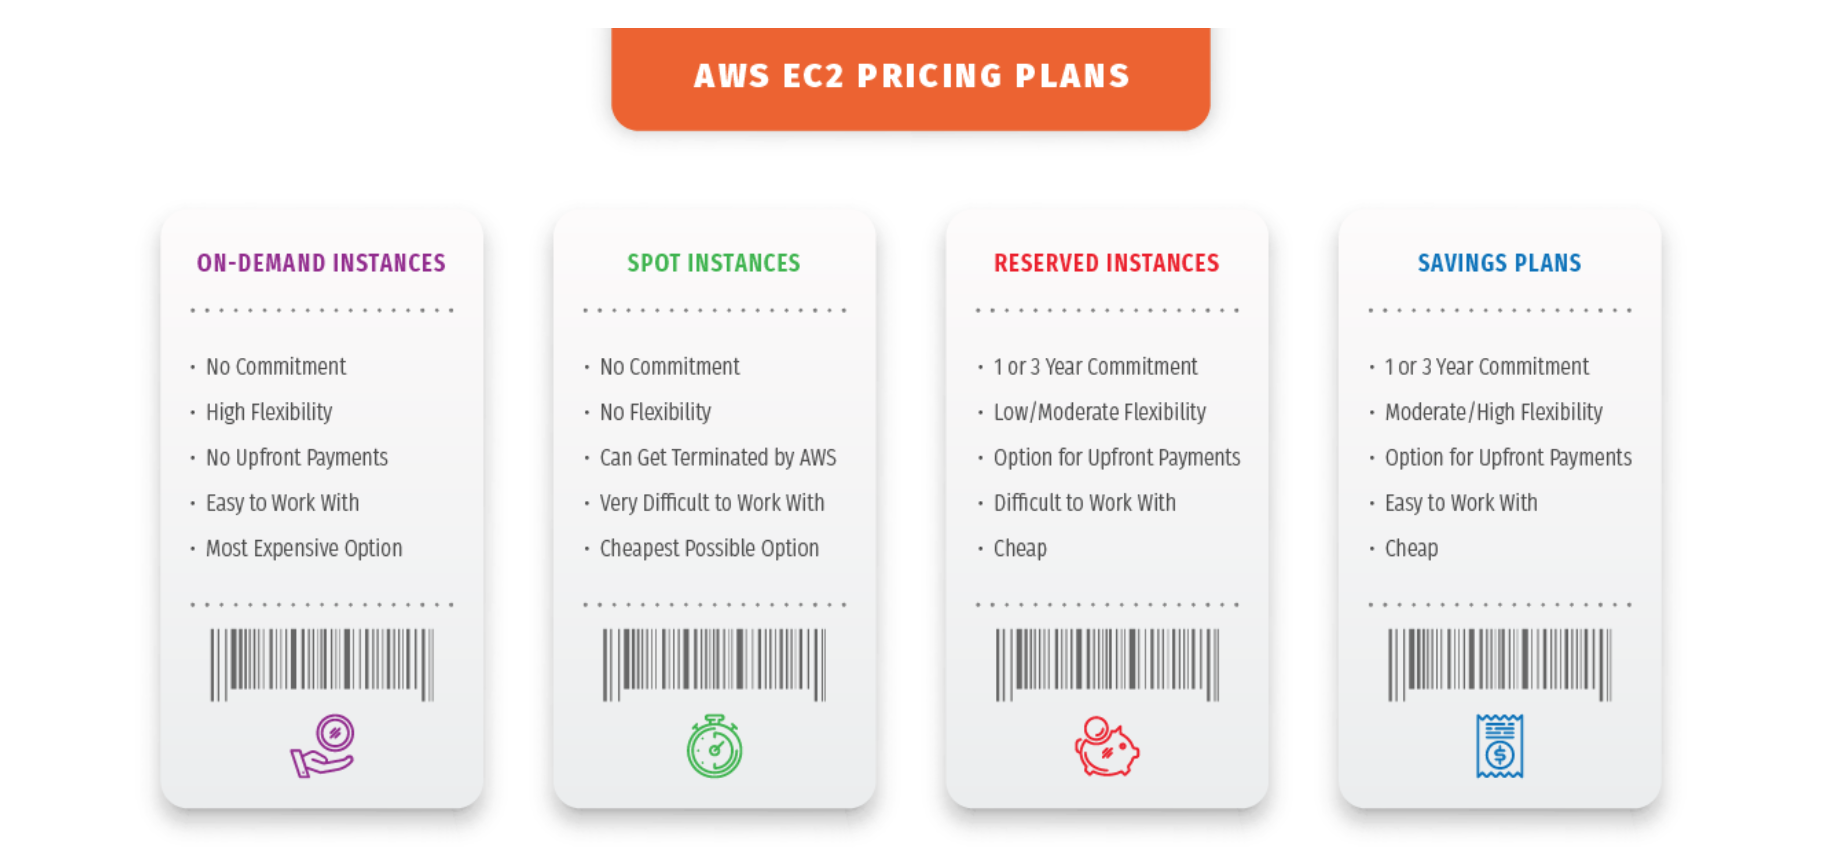 AWS EC2 PRICING PLANS
ON-DEMAND INSTANCES
· No Commitment
· High Flexibility
· No Upfront Payments
· Easy to Work With
· Most Expensive Option
SPOT INSTANCES
· No Commitment
· No Flexibility
· Can Get Terminated by AWS
· Very Difficult to Work With
· Cheapest Possible Option
RESERVED INSTANCES
· 1 or 3 Year Commitment
· Low/Moderate Flexibility
· Option for Upfront Payments
· Difficult to Work With
· Cheap
SAVINGS PLANS
· 1 or 3 Year Commitment
· Moderate/High Flexibility
· Option for Upfront Payments
· Easy to Work With
· Cheap
$